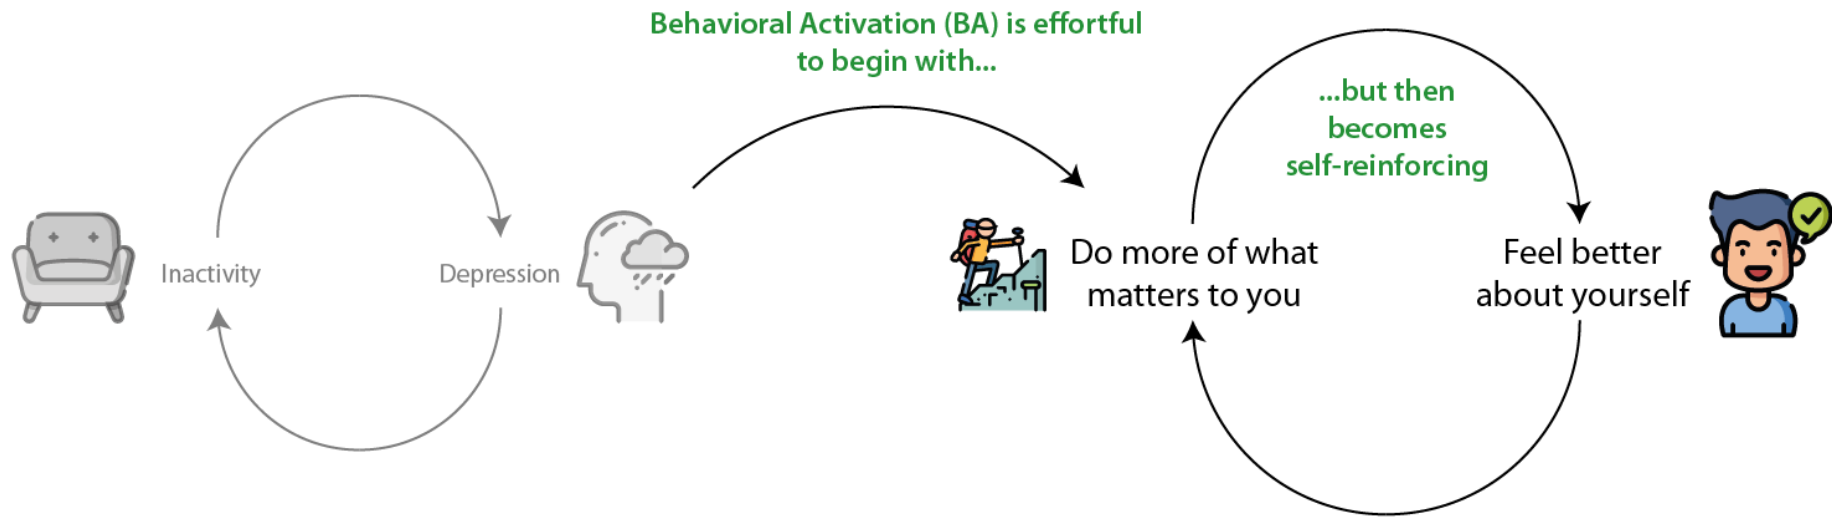 Behavioral Activation (BA) is effortful
to begin with...
...but then
becomes
self-reinforcing
Inactivity
Depression
Do more of what
matters to you
Feel better
about yourself